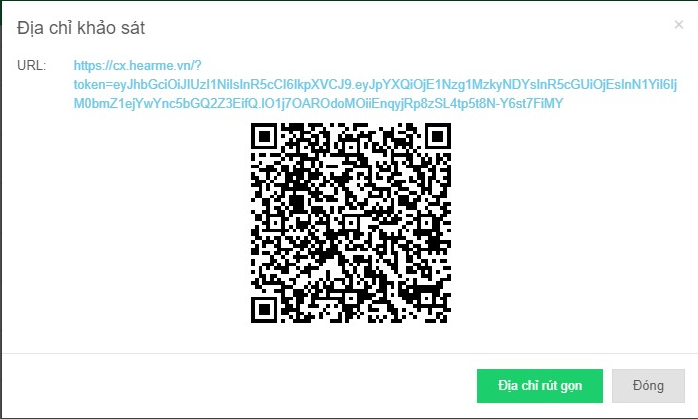 Địa chỉ khảo sát
×
URL:
https://cx.hearme.vn/?
token=eyJhbGciOiJIUzI1NiIsInR5cCI6IkpXVCJ9.eyJpYXQiOjE1Nzg1MzkyNDYsInR5cGUiOjEsInN1YiI6Ij
M0bmZ1ejYwYnc5bGQ2Z3EifQ.IO1j7OAROdoMOiiEnqyjRp8zSL4tp5t8N-Y6st7FiMY
Địa chỉ rút gọn
Đóng